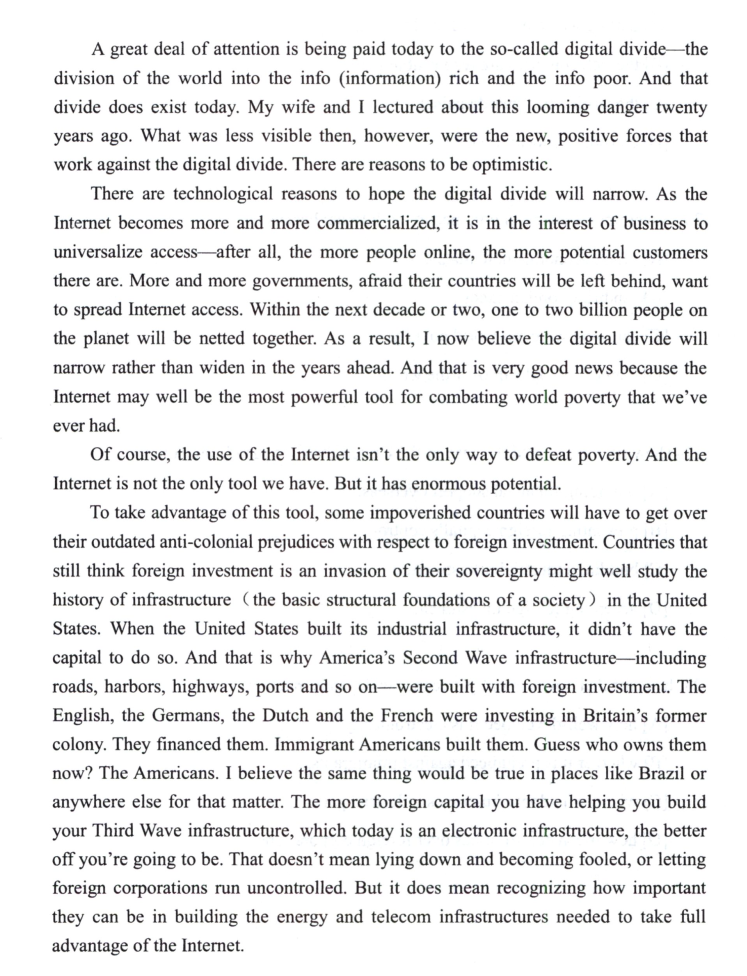 A great deal of attention is being paid today to the so-called digital divide—the
division of the world into the info (information) rich and the info poor. And that
divide does exist today. My wife and I lectured about this looming danger twenty
years ago. What was less visible then, however, were the new, positive forces that
work against the digital divide. There are reasons to be optimistic.
There are technological reasons to hope the digital divide will narrow. As the
Internet becomes more and more commercialized, it is in the interest of business to
universalize access—after all, the more people online, the more potential customers
there are. More and more governments, afraid their countries will be left behind, want
to spread Internet access. Within the next decade or two, one to two billion people on
the planet will be netted together. As a result, I now believe the digital divide will
narrow rather than widen in the years ahead. And that is very good news because the
Internet may well be the most powerful tool for combating world poverty that we've
ever had.
Of course, the use of the Internet isn't the only way to defeat poverty. And the
Internet is not the only tool we have. But it has enormous potential.
To take advantage of this tool, some impoverished countries will have to get over
their outdated anti-colonial prejudices with respect to foreign investment. Countries that
still think foreign investment is an invasion of their sovereignty might well study the
history of infrastructure（the basic structural foundations of a society）in the United
States. When the United States built its industrial infrastructure, it didn't have the
capital to do so. And that is why America's Second Wave infrastructure—including
roads, harbors, highways, ports and so on—were built with foreign investment. The
English, the Germans, the Dutch and the French were investing in Britain's former
colony. They financed them. Immigrant Americans built them. Guess who owns them
now? The Americans. I believe the same thing would be true in places like Brazil or
anywhere else for that matter. The more foreign capital you have helping you build
your Third Wave infrastructure, which today is an electronic infrastructure, the better
off you're going to be. That doesn't mean lying down and becoming fooled, or letting
foreign corporations run uncontrolled. But it does mean recognizing how important
they can be in building the energy and telecom infrastructures needed to take full
advantage of the Internet.